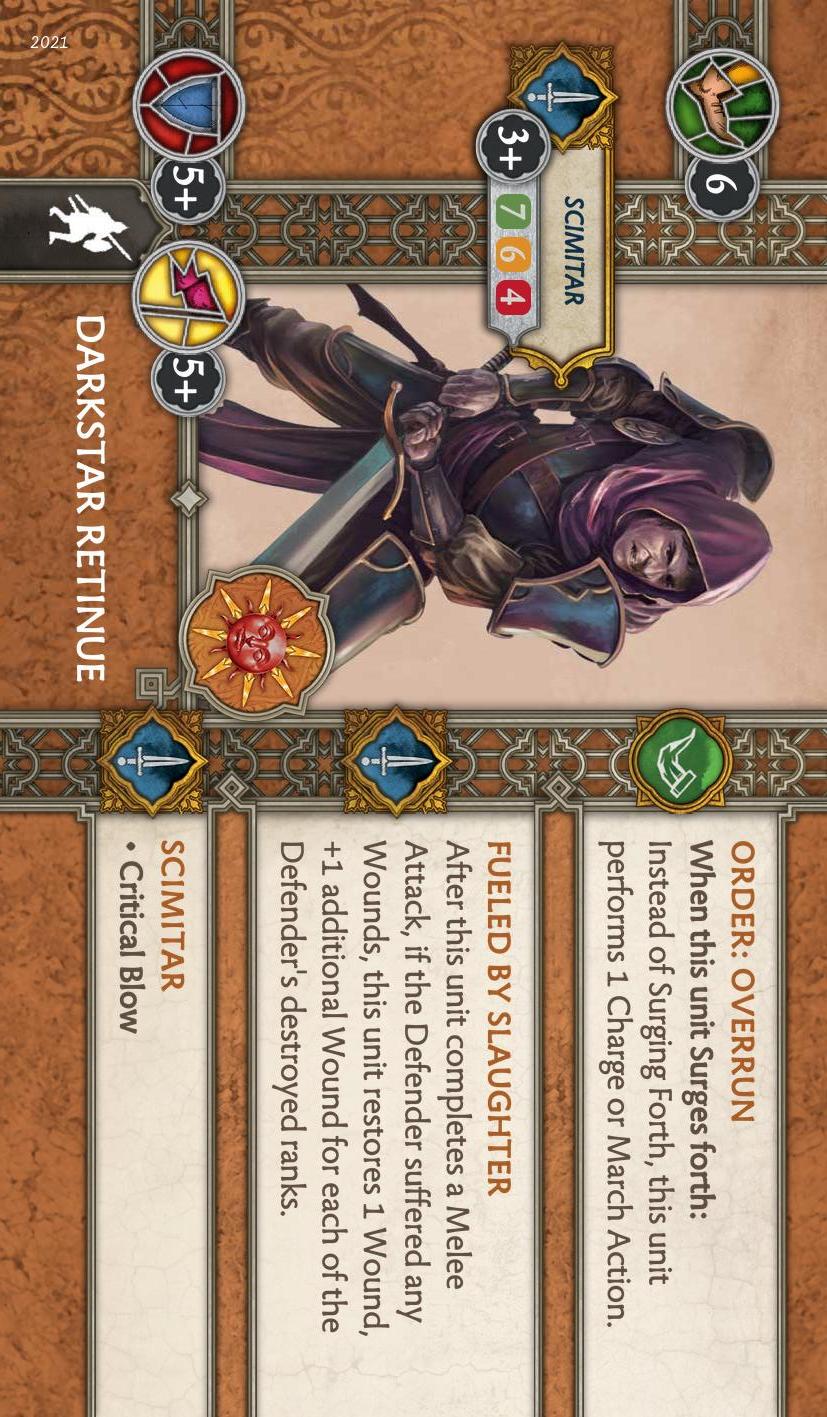 6
SCIMITAR
3+
7 6 4
5+
5+
DARKSTAR RETINUE
2021
ORDER: OVERRUN
When this unit Surges forth:
Instead of Surging Forth, this unit
performs 1 Charge or March Action.
FUELED BY SLAUGHTER
After this unit completes a Melee
Attack, if the Defender suffered any
Wounds, this unit restores 1 Wound,
+1 additional Wound for each of the
Defender's destroyed ranks.
SCIMITAR
• Critical Blow